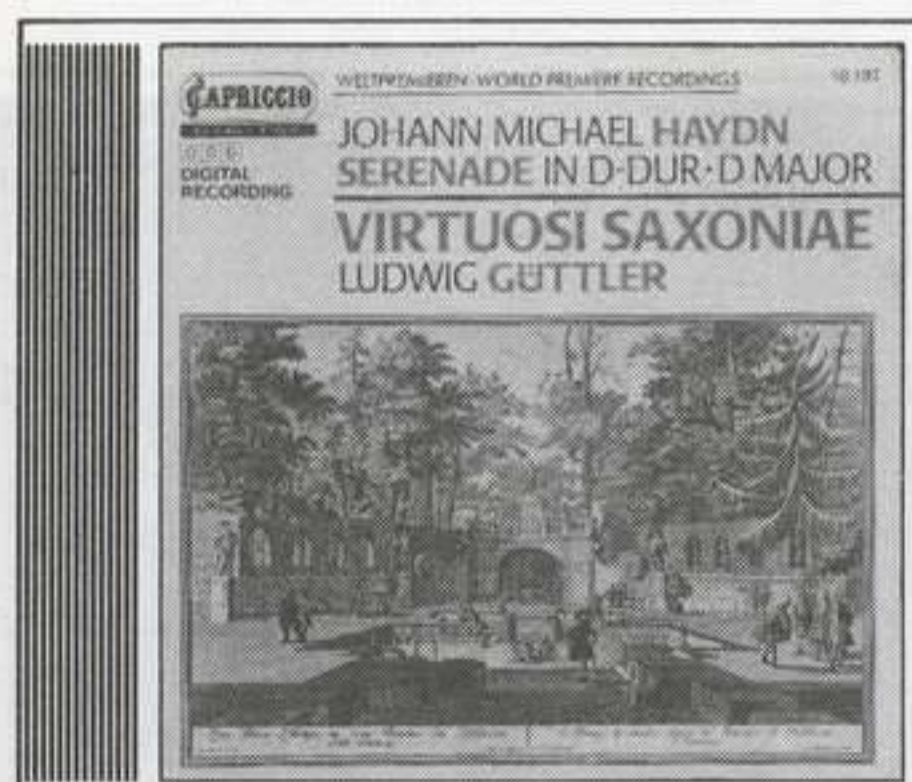 CAPRICCIO
DIGITAL
RECORDING
WELTPREMIEREN · WORLD PREMIERE RECORDINGS
JOHANN MICHAEL HAYDN
SERENADE IN D-DUR · D MAJOR
VIRTUOSI SAXONIAE
LUDWIG GÜTTLER